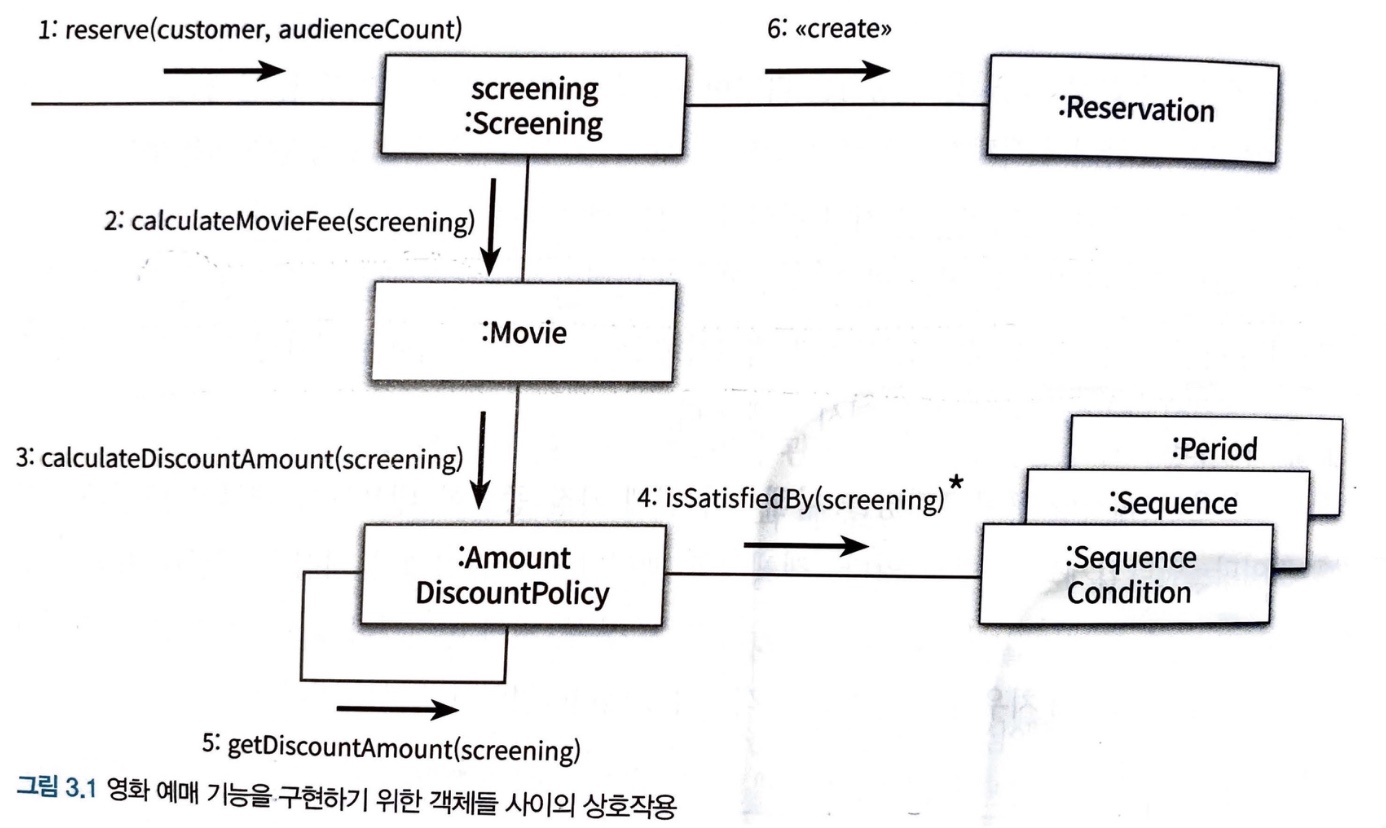 1: reserve(customer, audienceCount)
6: «create»
screening
:Screening
:Reservation
2: calculateMovieFee(screening)
:Movie
3: calculateDiscountAmount(screening)
:Period
4: isSatisfiedBy(screening)*
:Sequence
:Amount
DiscountPolicy
:Sequence
Condition
5: getDiscountAmount(screening)
그림 3.1 영화 예매 기능을 구현하기 위한 객체들 사이의 상호작용